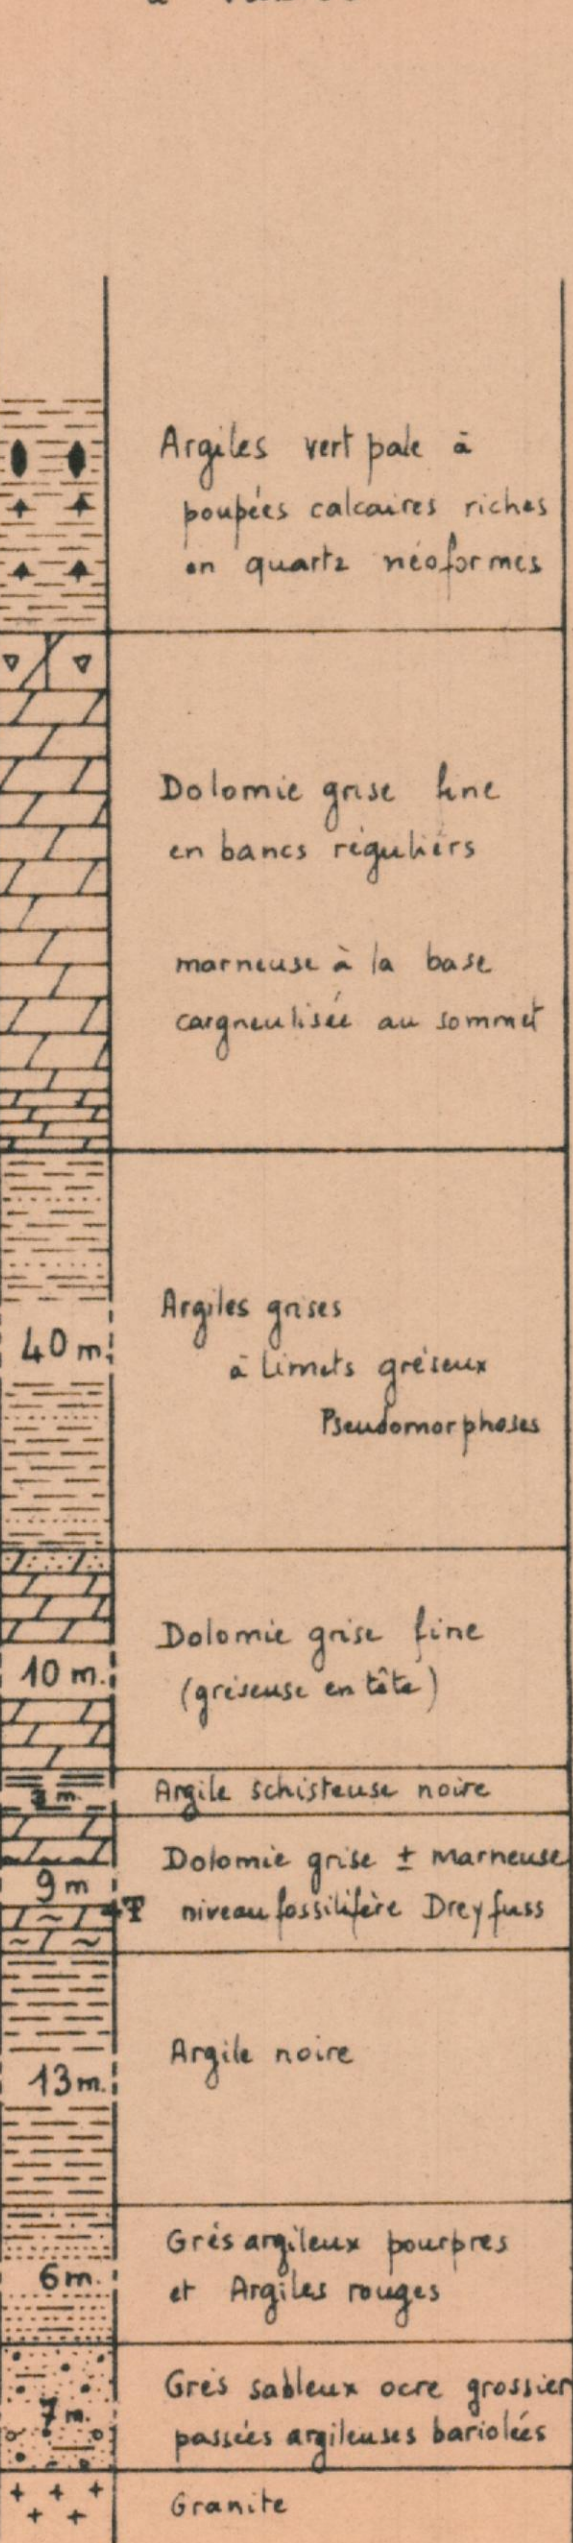 Argiles vert pale à
poupées calcaires riches
en quartz néoformés
Dolomie grise fine
en bancs réguliers
marneuse à la base
cargneulisée au sommet
40 m.
Argiles grises
à limets gréseux
Pseudomorphoses
10 m.
Dolomie grise fine
(gréseuse en tête)
m.
Argile schisteuse noire
9 m
Dolomie grise ± marneuse
niveau fossilifère Dreyfuss
13 m.
Argile noire
6 m.
Grés argileux pourpres
et Argiles rouges
7 m.
Grés sableux ocre grossier
passées argileuses bariolées
Granite